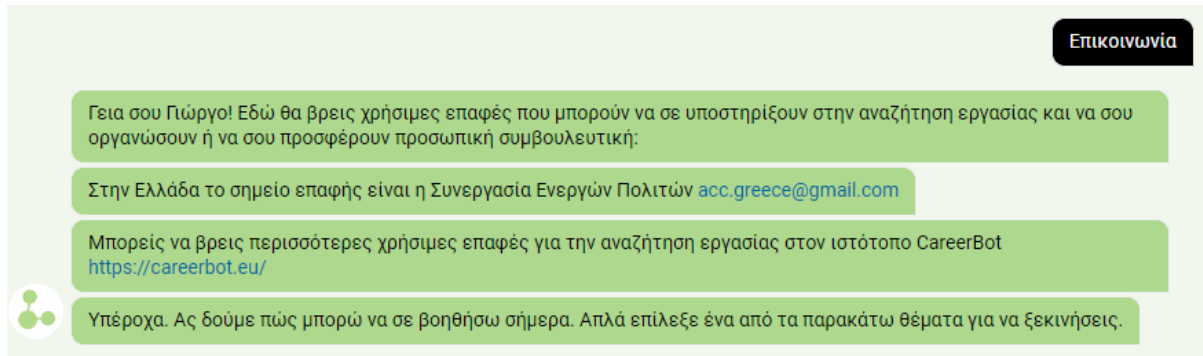 Επικοινωνία
Γεια σου Γιώργο! Εδώ θα βρεις χρήσιμες επαφές που μπορούν να σε υποστηρίξουν στην αναζήτηση εργασίας και να σου
οργανώσουν ή να σου προσφέρουν προσωπική συμβουλευτική:
Στην Ελλάδα το σημείο επαφής είναι η Συνεργασία Ενεργών Πολιτών acc.greece@gmail.com
Μπορείς να βρεις περισσότερες χρήσιμες επαφές για την αναζήτηση εργασίας στον ιστότοπο CareerBot
https://careerbot.eu/
Υπέροχα. Ας δούμε πώς μπορώ να σε βοηθήσω σήμερα. Απλά επίλεξε ένα από τα παρακάτω θέματα για να ξεκινήσεις.